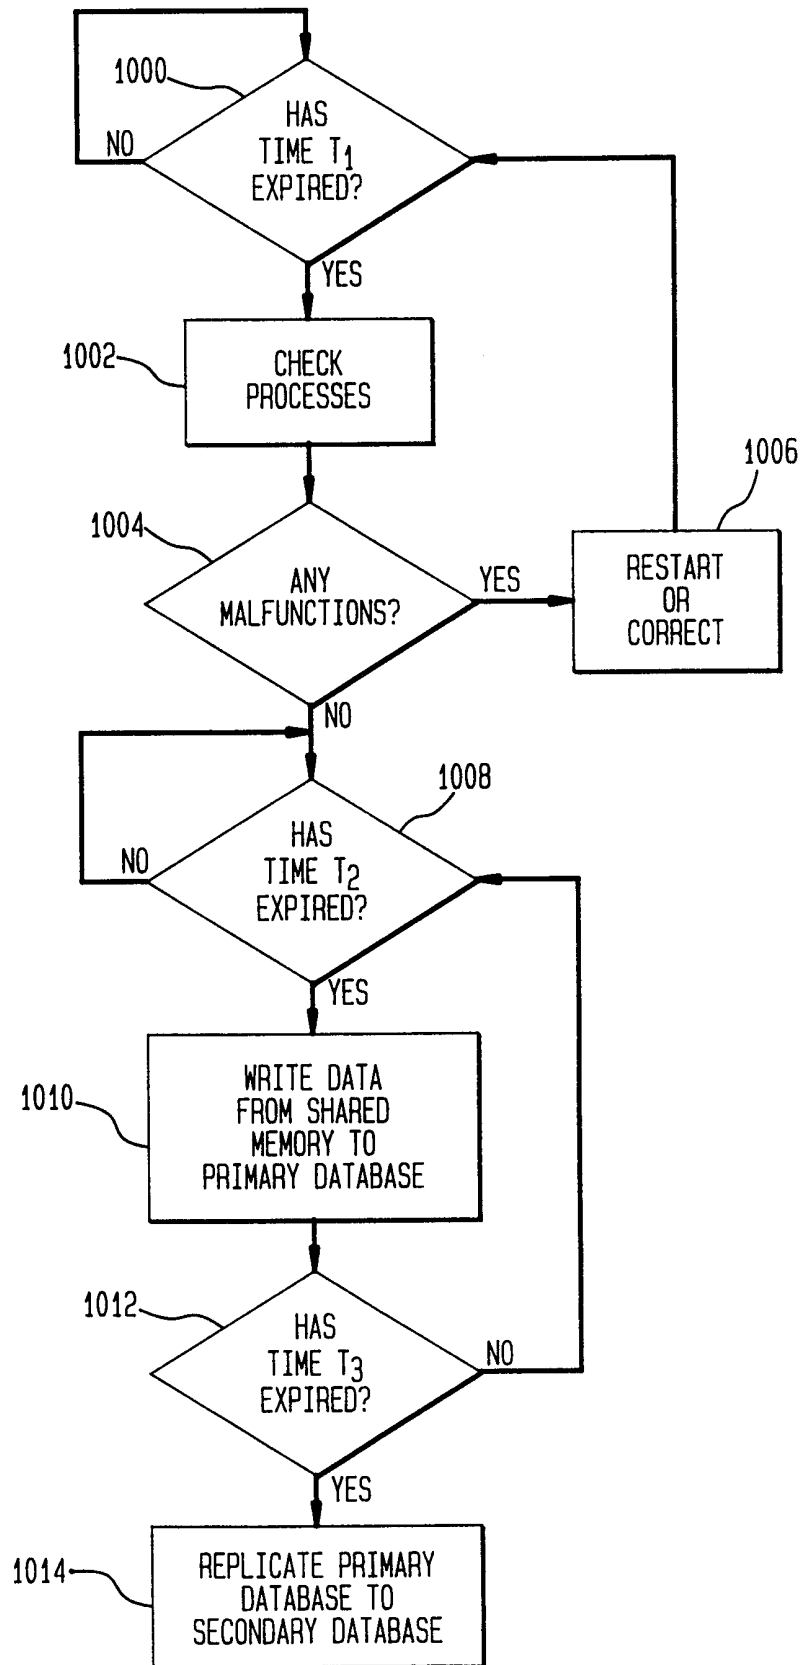 1000
HAS
TIME T1
EXPIRED?
NO
YES
1002
CHECK
PROCESSES
1006
1004
ANY
MALFUNCTIONS?
YES
RESTART
OR
CORRECT
NO
1008
HAS
TIME T2
EXPIRED?
NO
YES
1010
WRITE DATA
FROM SHARED
MEMORY TO
PRIMARY DATABASE
1012
HAS
TIME T3
EXPIRED?
NO
YES
1014
REPLICATE PRIMARY
DATABASE TO
SECONDARY DATABASE